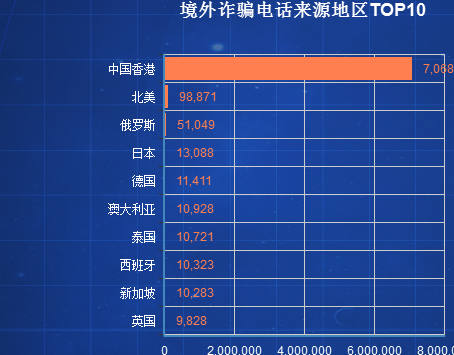 境外诈骗电话来源地区TOP10
中国香港 7,068
北美 98,871
俄罗斯 51,049
日本 13,088
德国 11,411
澳大利亚 10,928
泰国 10,721
西班牙 10,323
新加坡 10,283
英国 9,828
0 2,000,000 4,000,000 6,000,000 8,000,0